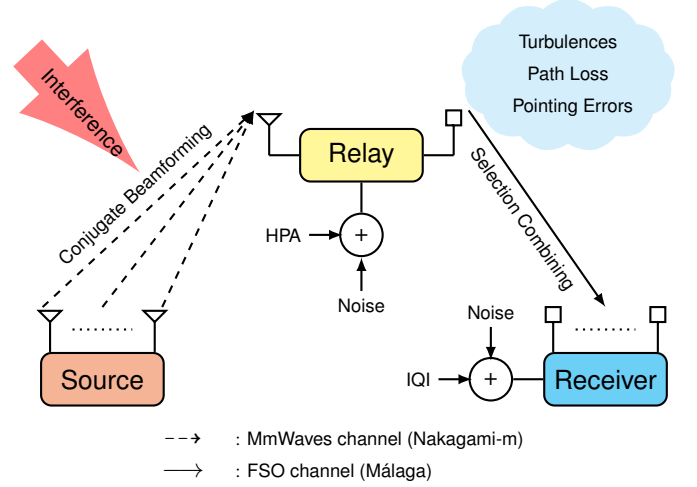 Turbulences
Path Loss
Pointing Errors
Interference
Conjugate Beamforming
Relay
Selection Combining
HPA
+
Noise
Noise
Source
IQI
+
Receiver
: MmWaves channel (Nakagami-m)
: FSO channel (Málaga)